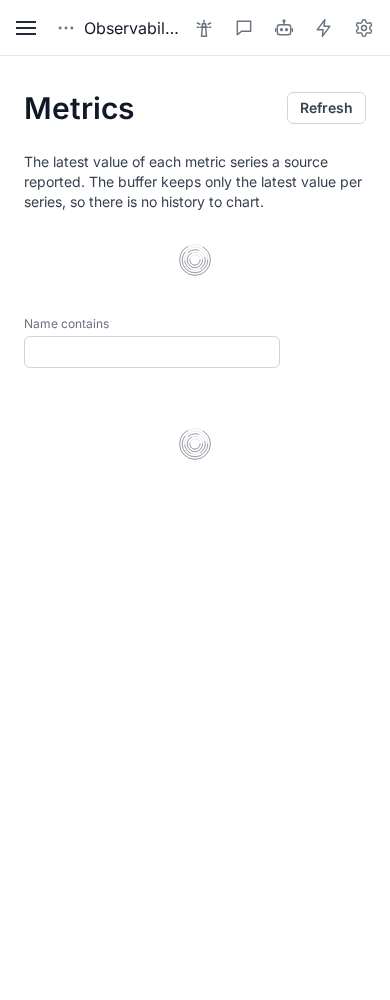 Observabil...
Metrics
Refresh
The latest value of each metric series a source
reported. The buffer keeps only the latest value per
series, so there is no history to chart.
Name contains